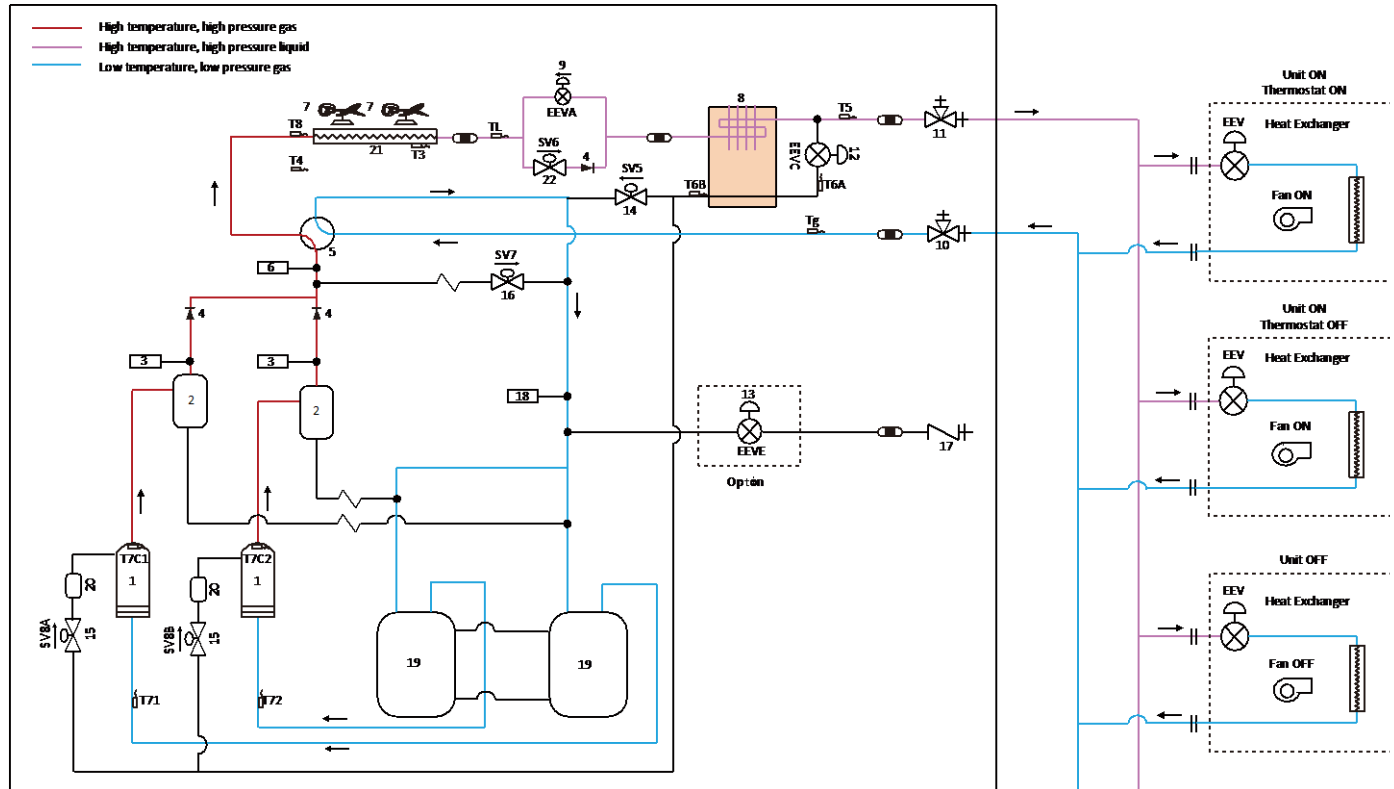 High temperature, high pressure gas
High temperature, high pressure liquid
Low temperature, low pressure gas
9
EEVA
7 7
T8
21
T3
T4
TL
SV6
22
4
8
T5
11
EEVC
12
T6A
T6B
SV5
14
Tg
10
5
6
SV7
16
4
4
3
3
2
2
18
13
EEVE
Optón
17
T7C1
1
T7C2
1
20
20
SV8A
15
SV8B
15
19
19
T71
T72
Unit ON
Thermostat ON
EEV
Heat Exchanger
Fan ON
Unit ON
Thermostat OFF
EEV
Heat Exchanger
Fan ON
Unit OFF
EEV
Heat Exchanger
Fan OFF